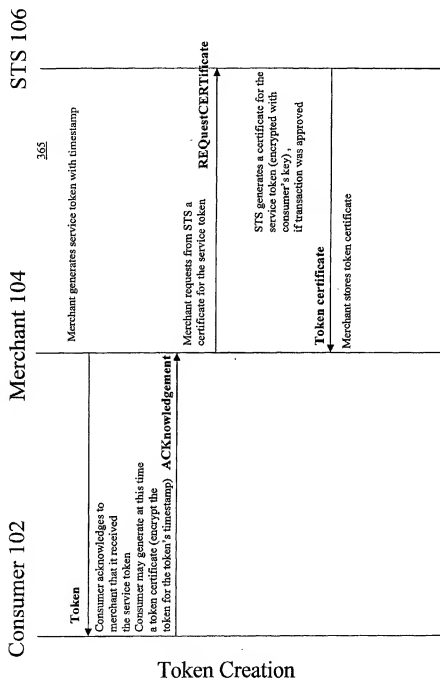 Consumer 102
Merchant 104
STS 106
365
Merchant generates service token with timestamp
Token
Consumer acknowledges to
merchant that it received
the service token
Consumer may generate at this time
a token certificate (encrypt the
token for the token's timestamp)
ACKnowledgement
Merchant requests from STS a
certificate for the service token
REQuestCERTificate
STS generates a certificate for the
service token (encrypted with
consumer's key),
if transaction was approved
Token certificate
Merchant stores token certificate
Token Creation